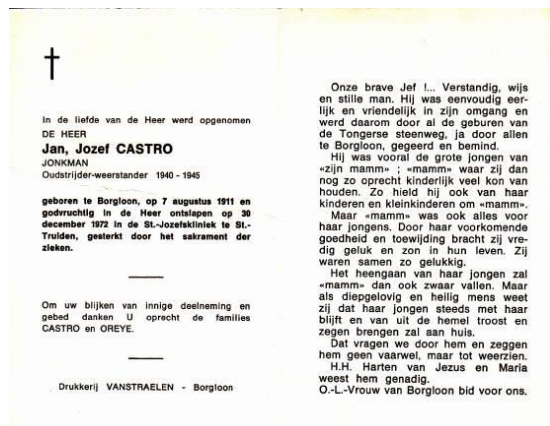 In de liefde van de Heer werd opgenomen
DE HEER
Jan, Jozef CASTRO
JONKMAN
Oudstrijder-weerstander 1940 - 1945
geboren te Borgloon, op 7 augustus 1911 en
godvruchtig in de Heer ontslapen op 30
december 1972 in de St.-Jozefskliniek te St.-
Truiden, gesterkt door het sakrament der
zieken.
Om uw blijken van innige deelneming en
gebed danken U oprecht de families
CASTRO en OREYE.
Drukkerij VANSTRAELEN - Borgloon
Onze brave Jef !... Verstandig, wijs
en stille man. Hij was eenvoudig eer-
lijk en vriendelijk in zijn omgang en
werd daarom door al de geburen van
de Tongerse steenweg, ja door allen
te Borgloon, gegeerd en bemind.
Hij was vooral de grote jongen van
«zijn mamm» ; «mamm» waar zij dan
nog zo oprecht kinderlijk veel kon van
houden. Zo hield hij ook van haar
kinderen en kleinkinderen om «mamm».
Maar «mamm» was ook alles voor
haar jongens. Door haar voorkomende
goedheid en toewijding bracht zij vre-
dig geluk en zon in hun leven. Zij
waren samen zo gelukkig.
Het heengaan van haar jongen zal
«mamm» dan ook zwaar vallen. Maar
als diepgelovig en heilig mens weet
zij dat haar jongen steeds met haar
blijft en van uit de hemel troost en
zegen brengen zal aan huis.
Dat vragen we door hem en zeggen
hem geen vaarwel, maar tot weerzien.
H.H. Harten van Jezus en Maria
weest hem genadig.
O.-L.-Vrouw van Borgloon bid voor ons.